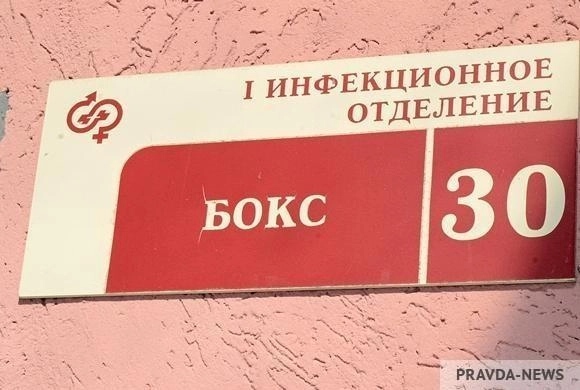 I ИНФЕКЦИОННОЕ
ОТДЕЛЕНИЕ
БОКС
30
PRAVDA-NEWS